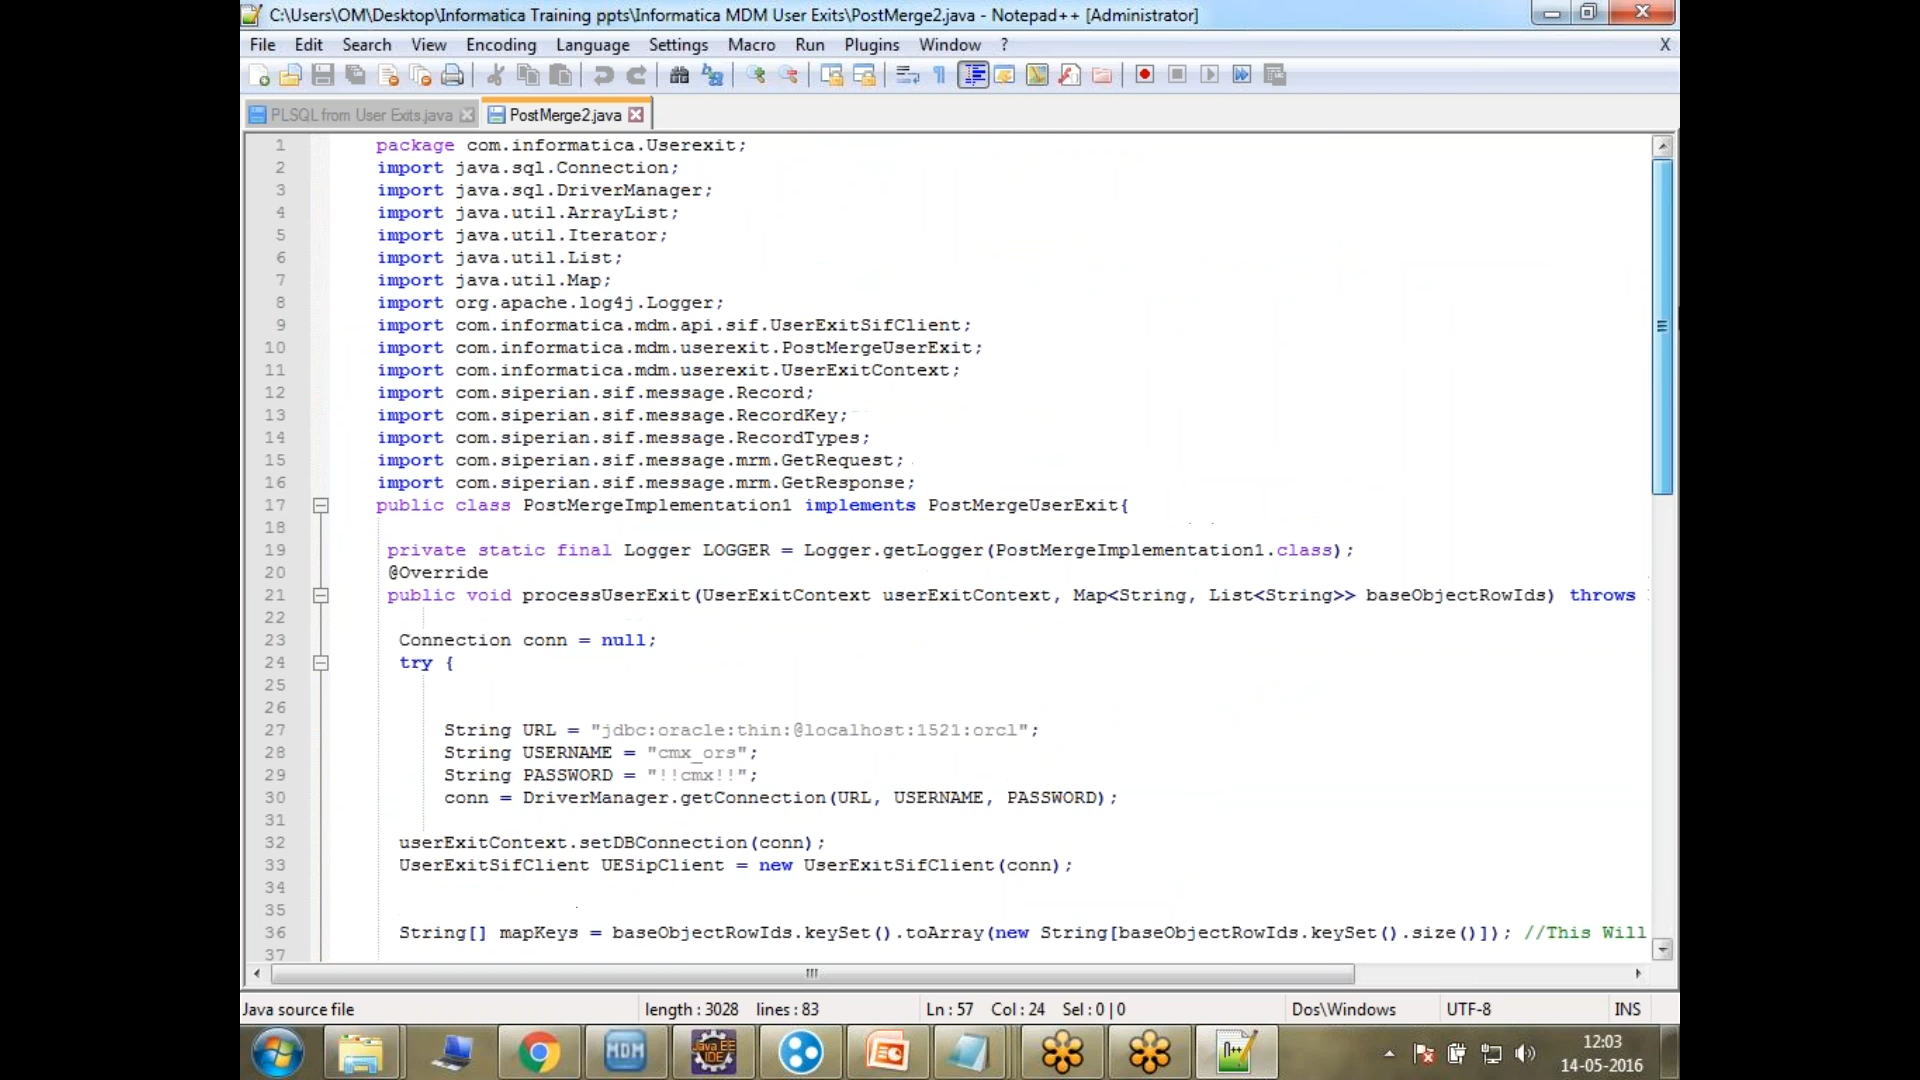 C:\Users\OM\Desktop\Informatica Training ppts\Informatica MDM User Exits\PostMerge2.java - Notepad++ [Administrator]
File Edit Search View Encoding Language Settings Macro Run Plugins Window ? X
PLSQL from User Exits.java PostMerge2.java
1 package com.informatica.Userexit;
2 import java.sql.Connection;
3 import java.sql.DriverManager;
4 import java.util.ArrayList;
5 import java.util.Iterator;
6 import java.util.List;
7 import java.util.Map;
8 import org.apache.log4j.Logger;
9 import com.informatica.mdm.api.sif.UserExitSifClient;
10 import com.informatica.mdm.userexit.PostMergeUserExit;
11 import com.informatica.mdm.userexit.UserExitContext;
12 import com.siperian.sif.message.Record;
13 import com.siperian.sif.message.RecordKey;
14 import com.siperian.sif.message.RecordTypes;
15 import com.siperian.sif.message.mrm.GetRequest;
16 import com.siperian.sif.message.mrm.GetResponse;
17 public class PostMergeImplementation1 implements PostMergeUserExit{
18
19 private static final Logger LOGGER = Logger.getLogger(PostMergeImplementation1.class);
20 @Override
21 public void processUserExit(UserExitContext userExitContext, Map<String, List<String>> baseObjectRowIds) throws
22
23 Connection conn = null;
24 try {
25
26
27 String URL = "jdbc:oracle:thin:@localhost:1521:orcl";
28 String USERNAME = "cmx_ors";
29 String PASSWORD = "!!cmx!!";
30 conn = DriverManager.getConnection(URL, USERNAME, PASSWORD);
31
32 userExitContext.setDBConnection(conn);
33 UserExitSifClient UESipClient = new UserExitSifClient(conn);
34
35
36 String[] mapKeys = baseObjectRowIds.keySet().toArray(new String[baseObjectRowIds.keySet().size()]); //This Will
37
Java source file length : 3028 lines : 83 Ln : 57 Col : 24 Sel : 0 | 0 Dos\Windows UTF-8 INS
MDM Java EE IDE 12:03
14-05-2016